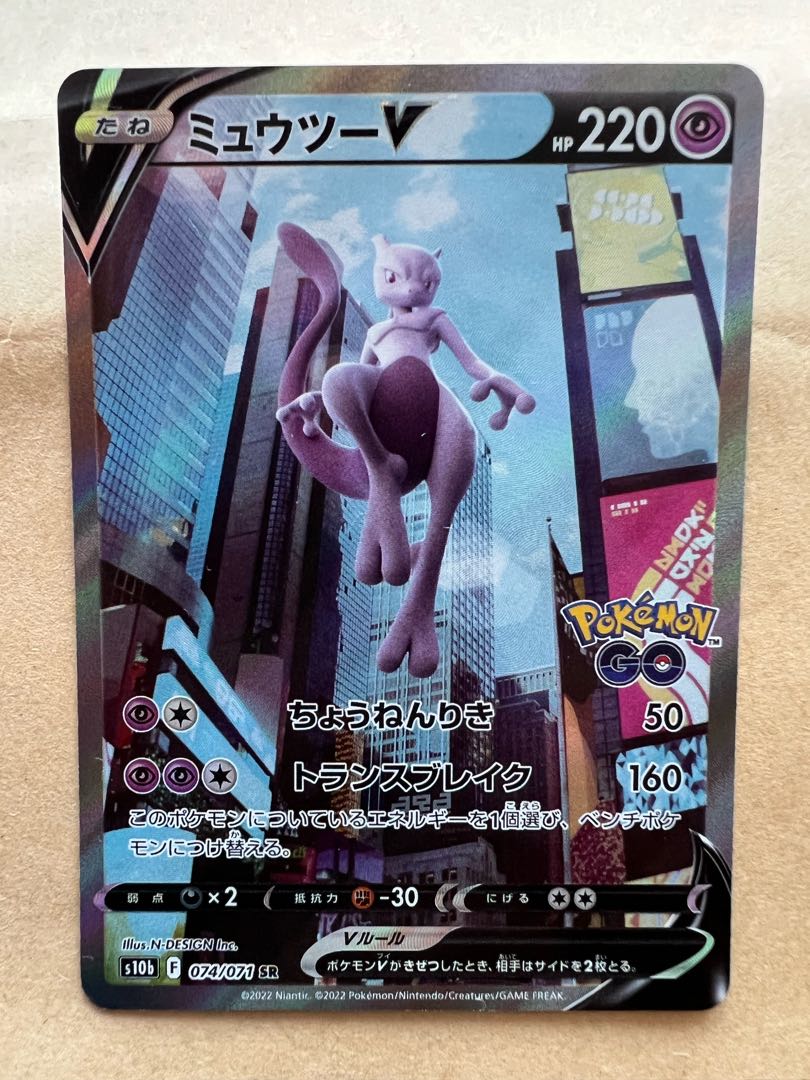 たね ミュウツーV HP 220
POKéMON™
GO
ちょうねんりき 50
トランスブレイク 160
このポケモンについているエネルギーを1個選び、ベンチポケ
モンにつけ替える。
弱点 ×2 抵抗力 -30 にげる
Illus. N-DESIGN Inc.
Vルール
ポケモンVがきぜつしたとき、相手はサイドを2枚とる。
s10b F 074/071 SR
©2022 Niantic. ©2022 Pokémon/Nintendo/Creatures/GAME FREAK.